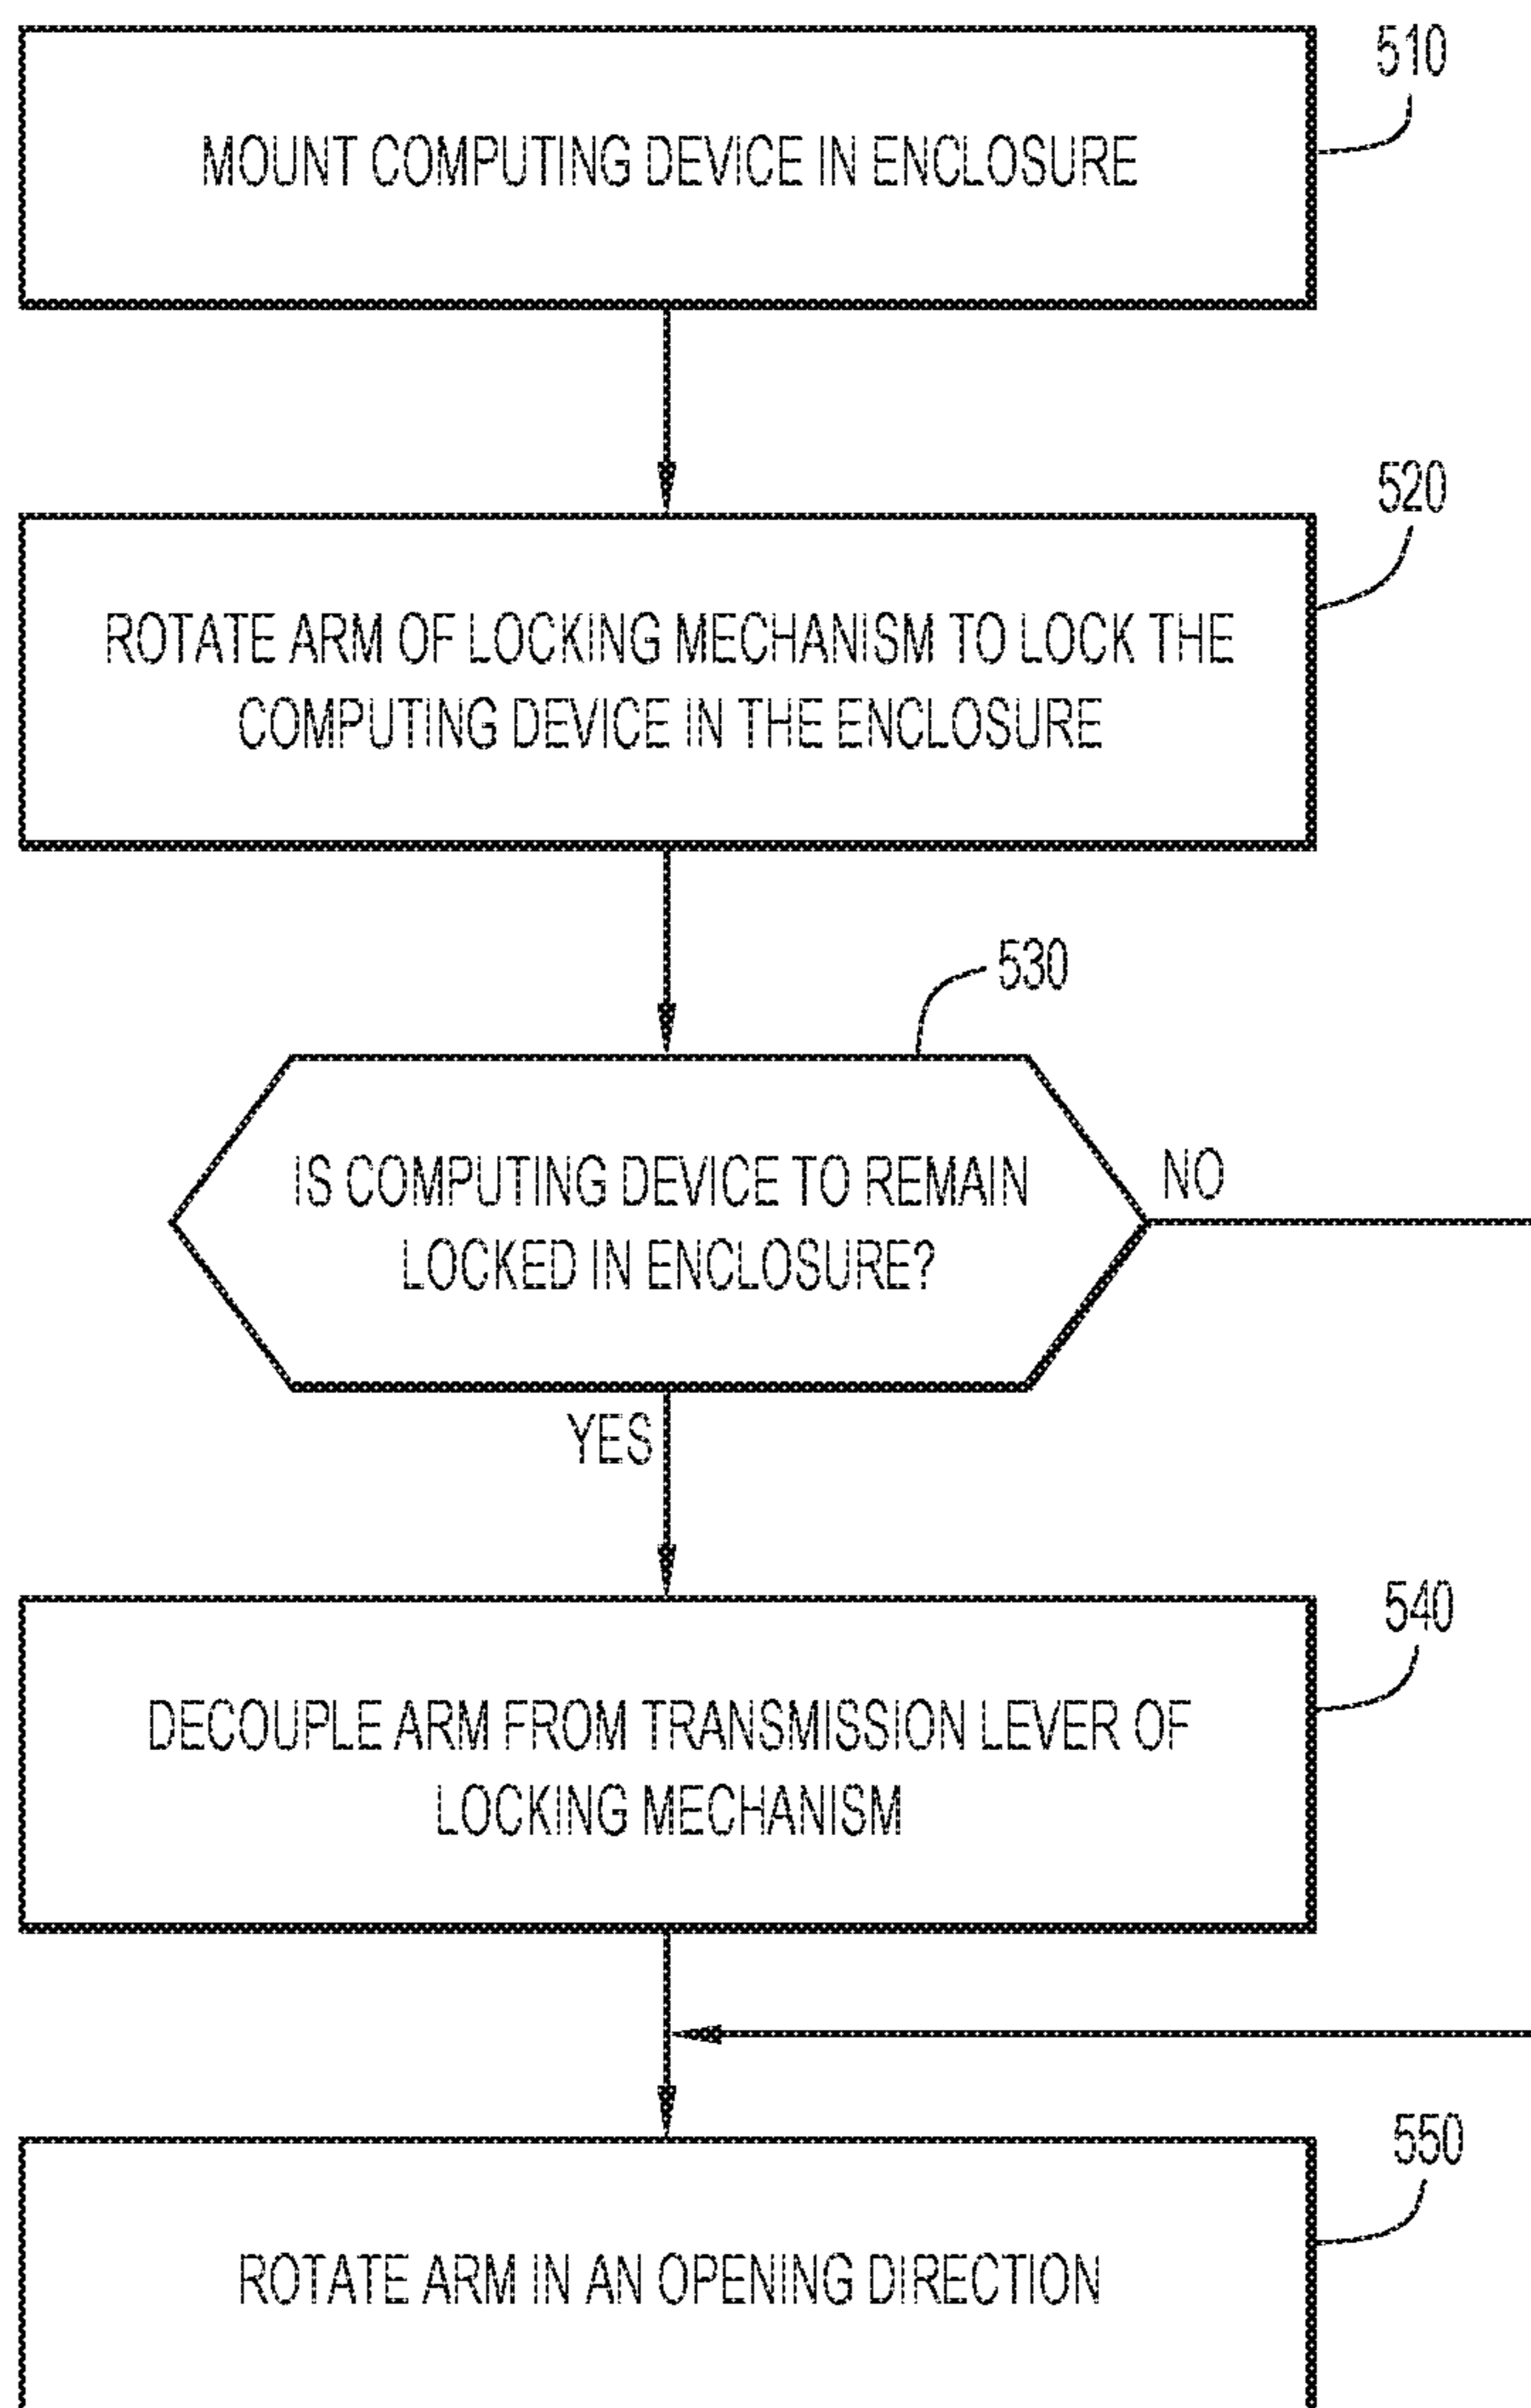 510
MOUNT COMPUTING DEVICE IN ENCLOSURE
520
ROTATE ARM OF LOCKING MECHANISM TO LOCK THE
COMPUTING DEVICE IN THE ENCLOSURE
530
IS COMPUTING DEVICE TO REMAIN
LOCKED IN ENCLOSURE?
NO
YES
540
DECOUPLE ARM FROM TRANSMISSION LEVER OF
LOCKING MECHANISM
550
ROTATE ARM IN AN OPENING DIRECTION